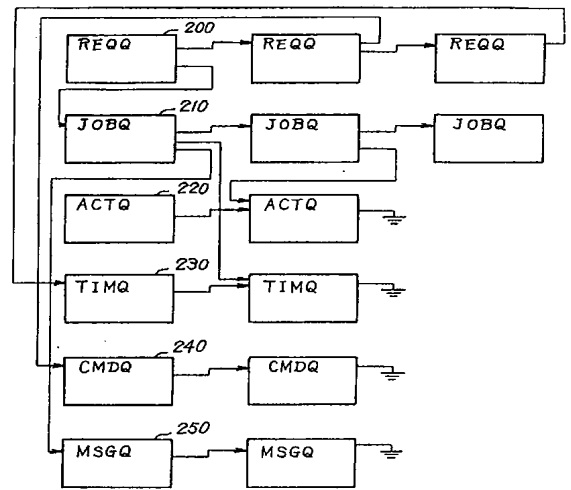 200
REQQ REQQ REQQ
210
JOBQ JOBQ JOBQ
220
ACTQ ACTQ
230
TIMQ TIMQ
240
CMDQ CMDQ
250
MSGQ MSGQ